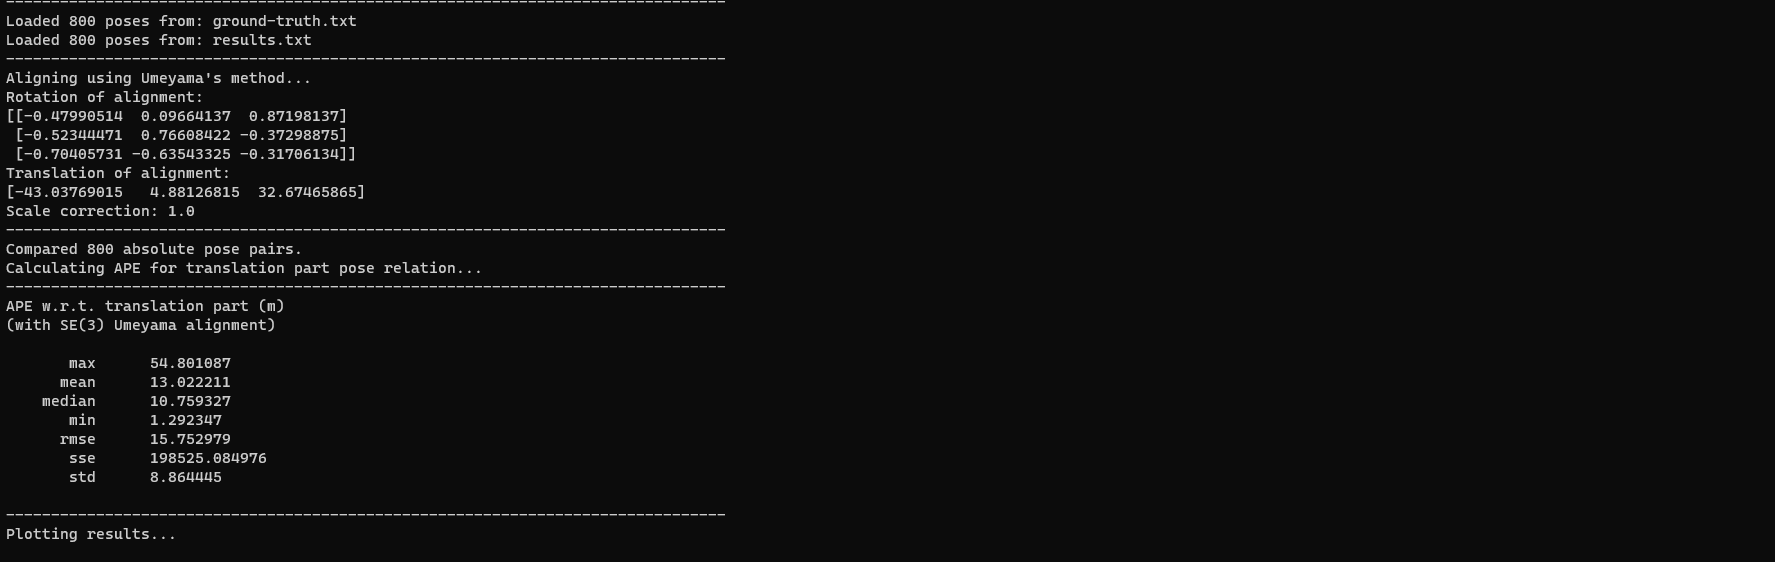 --------------------------------------------------------------------------------
Loaded 800 poses from: ground-truth.txt
Loaded 800 poses from: results.txt
--------------------------------------------------------------------------------
Aligning using Umeyama's method...
Rotation of alignment:
[[-0.47990514  0.09664137  0.87198137]
 [-0.52344471  0.76608422 -0.37298875]
 [-0.70405731 -0.63543325 -0.31706134]]
Translation of alignment:
[-43.03769015   4.88126815  32.67465865]
Scale correction: 1.0
--------------------------------------------------------------------------------
Compared 800 absolute pose pairs.
Calculating APE for translation part pose relation...
--------------------------------------------------------------------------------
APE w.r.t. translation part (m)
(with SE(3) Umeyama alignment)

       max      54.801087
      mean      13.022211
    median      10.759327
       min      1.292347
      rmse      15.752979
       sse      198525.084976
       std      8.864445

--------------------------------------------------------------------------------
Plotting results...